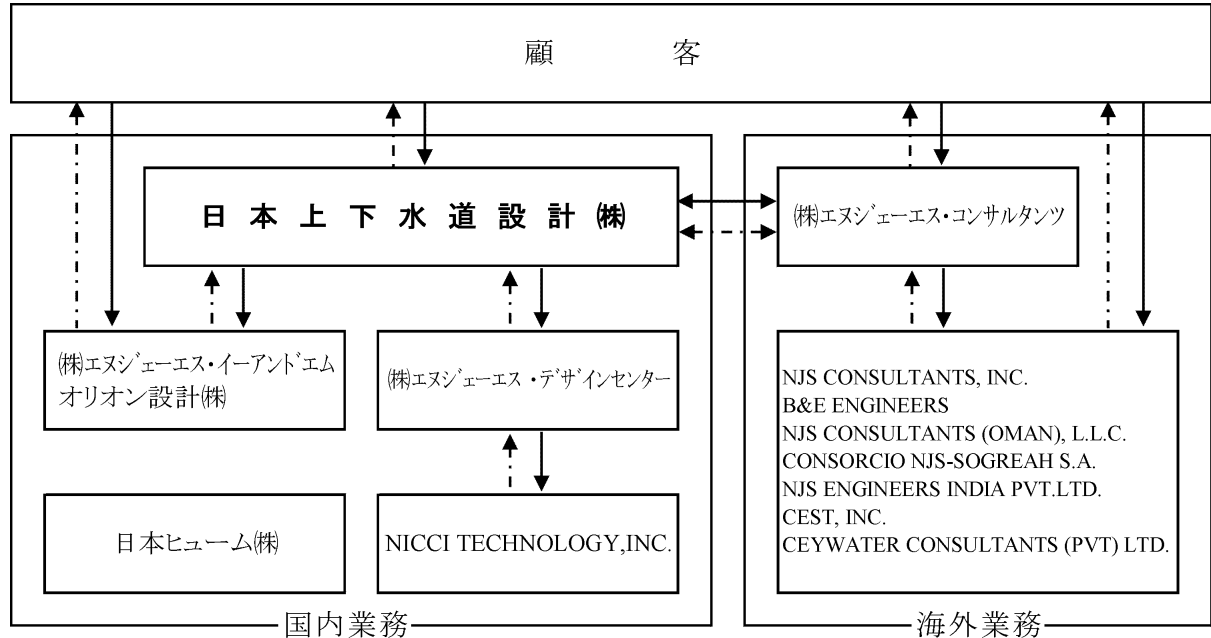 顧　　　客
日 本 上 下 水 道 設 計 ㈱
㈱エヌジェーエス・コンサルタンツ
㈱エヌジェーエス・イーアンドエム
オリオン設計㈱
㈱エヌジェーエス・デザインセンター
NJS CONSULTANTS, INC.
B&E ENGINEERS
NJS CONSULTANTS (OMAN), L.L.C.
CONSORCIO NJS-SOGREAH S.A.
NJS ENGINEERS INDIA PVT.LTD.
CEST, INC.
CEYWATER CONSULTANTS (PVT) LTD.
日本ヒューム㈱
NICCI TECHNOLOGY,INC.
国内業務
海外業務